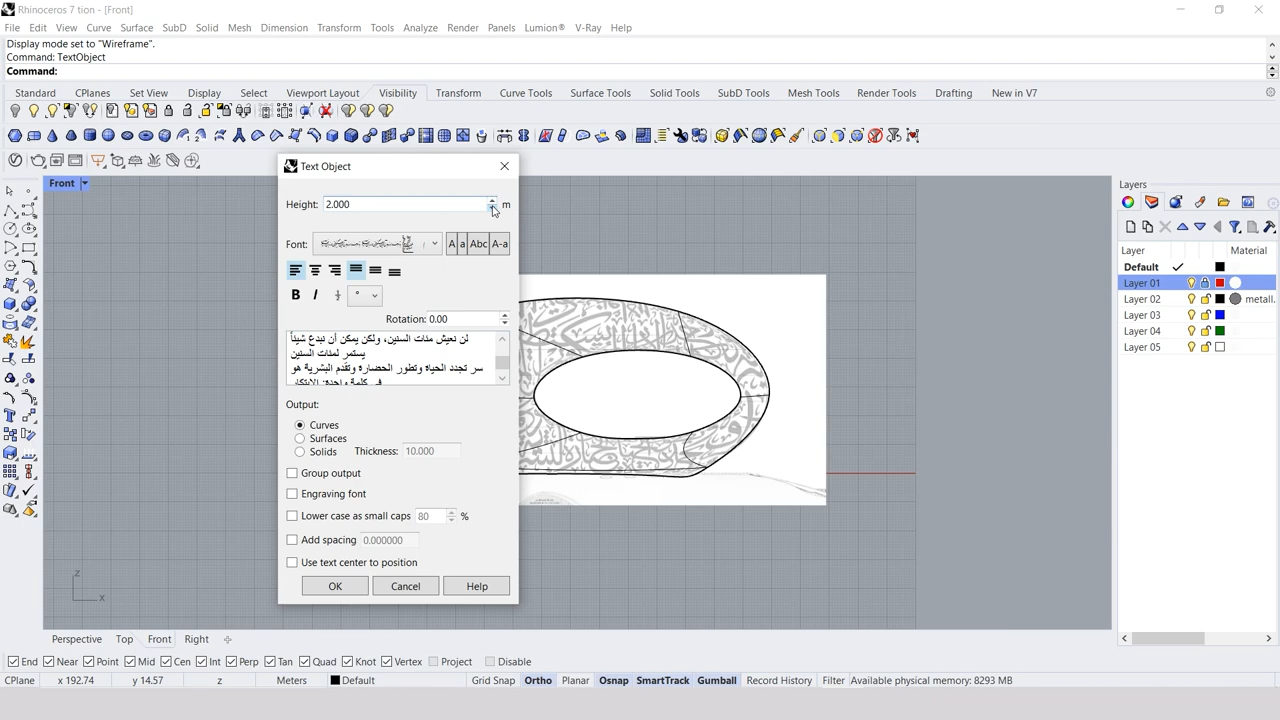 Rhinoceros 7 tion - [Front]
File Edit View Curve Surface SubD Solid Mesh Dimension Transform Tools Analyze Render Panels Lumion® V-Ray Help
Display mode set to "Wireframe".
Command: TextObject
Command:
Standard CPlanes Set View Display Select Viewport Layout Visibility Transform Curve Tools Surface Tools Solid Tools SubD Tools Mesh Tools Render Tools Drafting New in V7
Front
Text Object
Height: 2.000 m
Font: A a Abc A-a
B I
Rotation: 0.00
لن نعيش مئات السنين، ولكن يمكن أن نبدع شيئاً
يستمر لمئات السنين
سر تجدد الحياة وتطور الحضارة وتقدم البشرية هو
في كلمة واحدة: الابتكار
Output:
Curves
Surfaces
Solids Thickness: 10.000
Group output
Engraving font
Lower case as small caps 80 %
Add spacing 0.000000
Use text center to position
OK Cancel Help
z
x
Layers
Layer Material
Default
Layer 01
Layer 02 metall.
Layer 03
Layer 04
Layer 05
Perspective Top Front Right
End Near Point Mid Cen Int Perp Tan Quad Knot Vertex Project Disable
CPlane x 192.74 y 14.57 z Meters Default Grid Snap Ortho Planar Osnap SmartTrack Gumball Record History Filter Available physical memory: 8293 MB